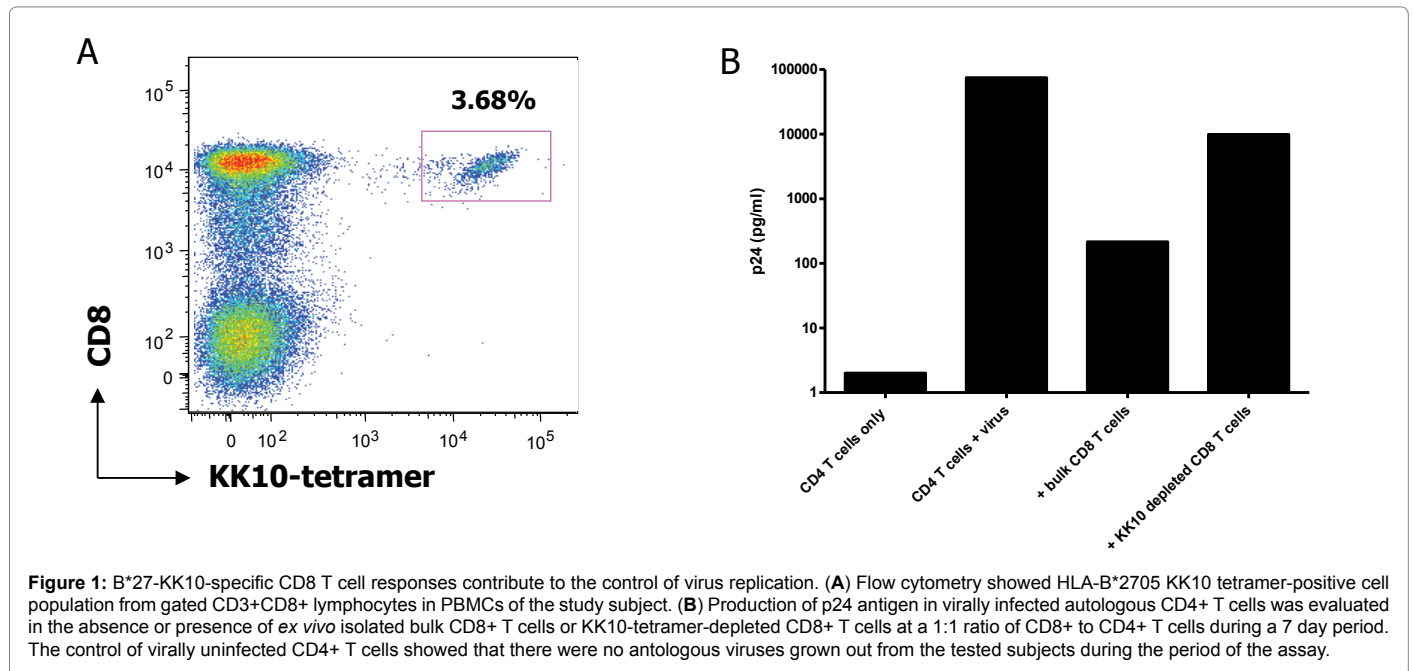 A
10^5
10^4
10^3
10^2
0
CD8
3.68%
0 10^2 10^3 10^4 10^5
KK10-tetramer
B
100000
10000
1000
100
10
1
p24 (pg/ml)
CD4 T cells only
CD4 T cells + virus
+ bulk CD8 T cells
+ KK10 depleted CD8 T cells
Figure 1: B*27-KK10-specific CD8 T cell responses contribute to the control of virus replication. (A) Flow cytometry showed HLA-B*2705 KK10 tetramer-positive cell
population from gated CD3+CD8+ lymphocytes in PBMCs of the study subject. (B) Production of p24 antigen in virally infected autologous CD4+ T cells was evaluated
in the absence or presence of ex vivo isolated bulk CD8+ T cells or KK10-tetramer-depleted CD8+ T cells at a 1:1 ratio of CD8+ to CD4+ T cells during a 7 day period.
The control of virally uninfected CD4+ T cells showed that there were no antologous viruses grown out from the tested subjects during the period of the assay.